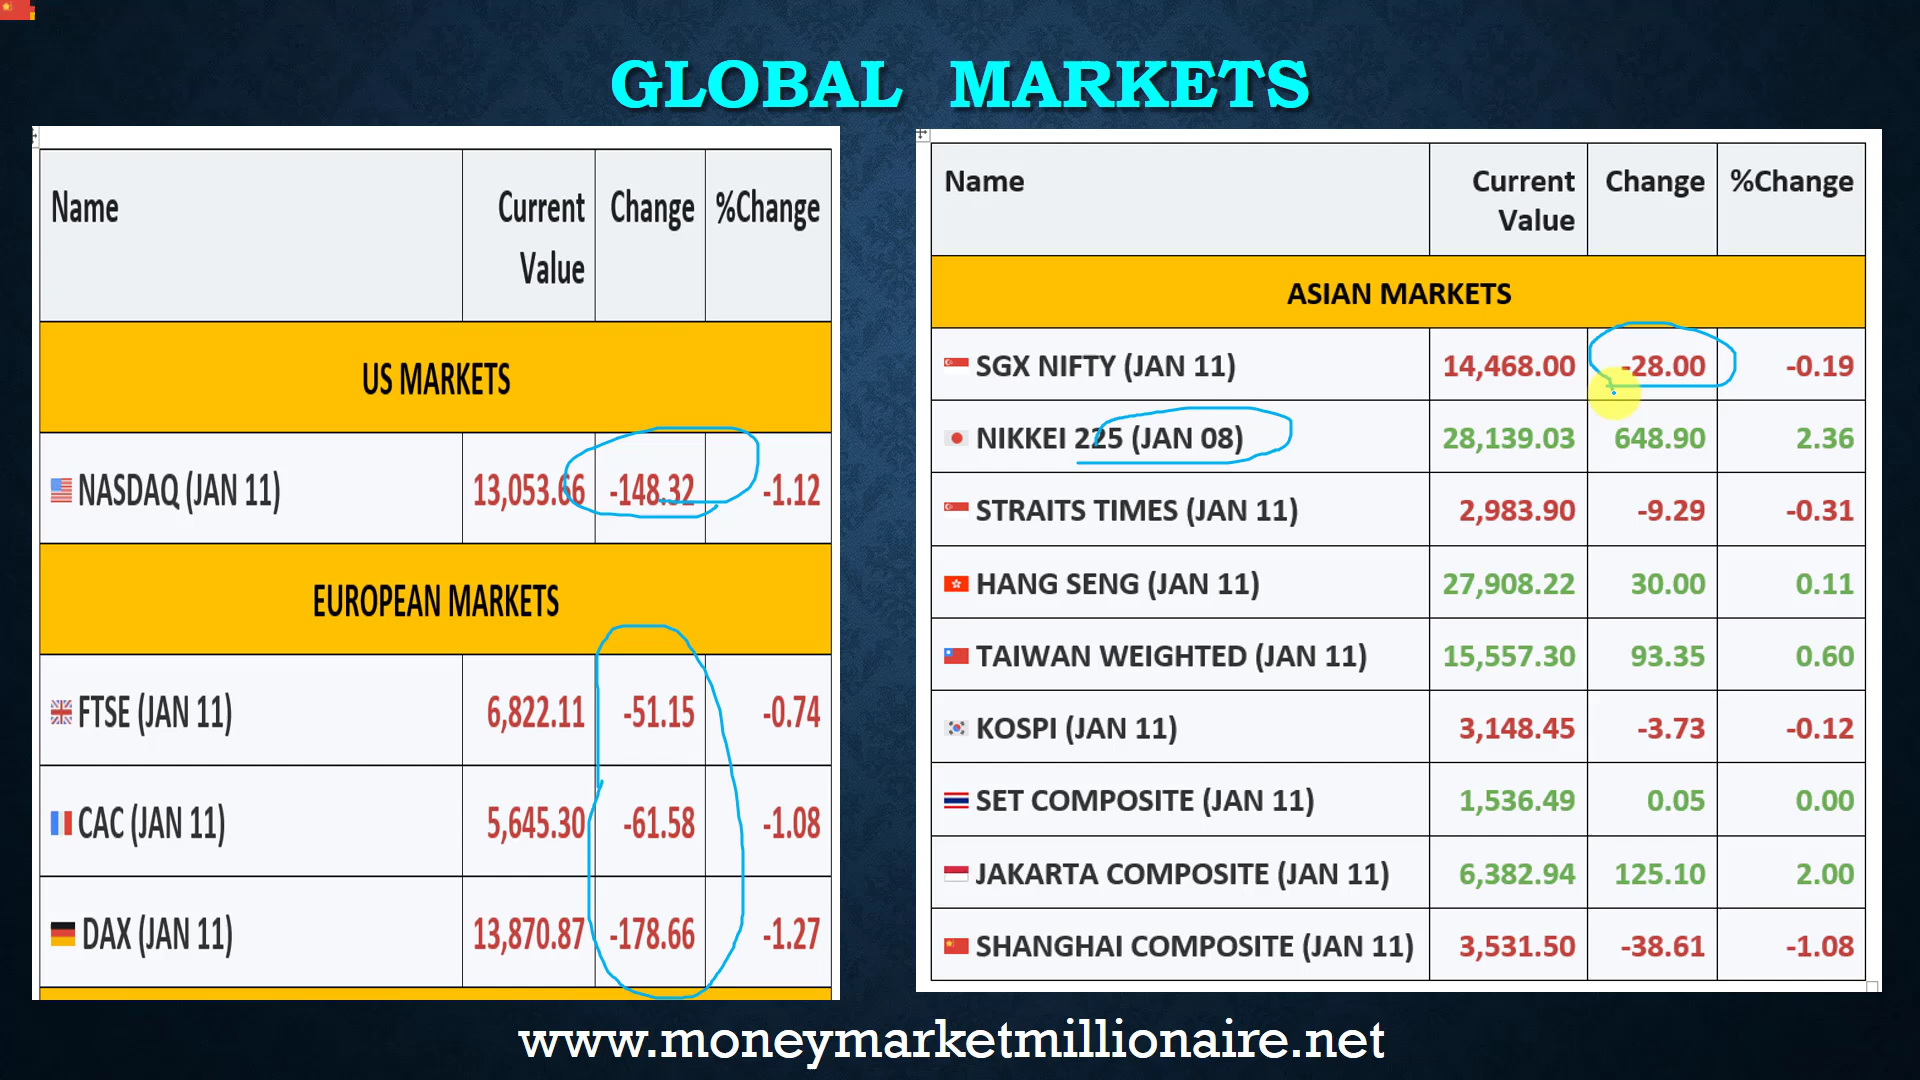 GLOBAL MARKETS
Name Current Value Change %Change
US MARKETS
NASDAQ (JAN 11) 13,053.66 -148.32 -1.12
EUROPEAN MARKETS
FTSE (JAN 11) 6,822.11 -51.15 -0.74
CAC (JAN 11) 5,645.30 -61.58 -1.08
DAX (JAN 11) 13,870.87 -178.66 -1.27
Name Current Value Change %Change
ASIAN MARKETS
SGX NIFTY (JAN 11) 14,468.00 -28.00 -0.19
NIKKEI 225 (JAN 08) 28,139.03 648.90 2.36
STRAITS TIMES (JAN 11) 2,983.90 -9.29 -0.31
HANG SENG (JAN 11) 27,908.22 30.00 0.11
TAIWAN WEIGHTED (JAN 11) 15,557.30 93.35 0.60
KOSPI (JAN 11) 3,148.45 -3.73 -0.12
SET COMPOSITE (JAN 11) 1,536.49 0.05 0.00
JAKARTA COMPOSITE (JAN 11) 6,382.94 125.10 2.00
SHANGHAI COMPOSITE (JAN 11) 3,531.50 -38.61 -1.08
www.moneymarketmillionaire.net